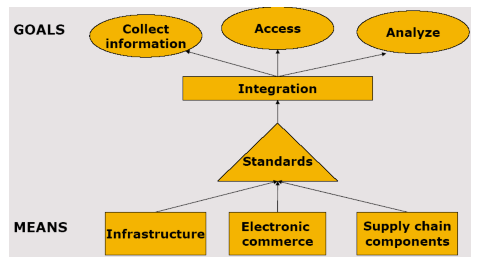 GOALS
Collect
information
Access
Analyze
Integration
Standards
MEANS
Infrastructure
Electronic
commerce
Supply chain
components